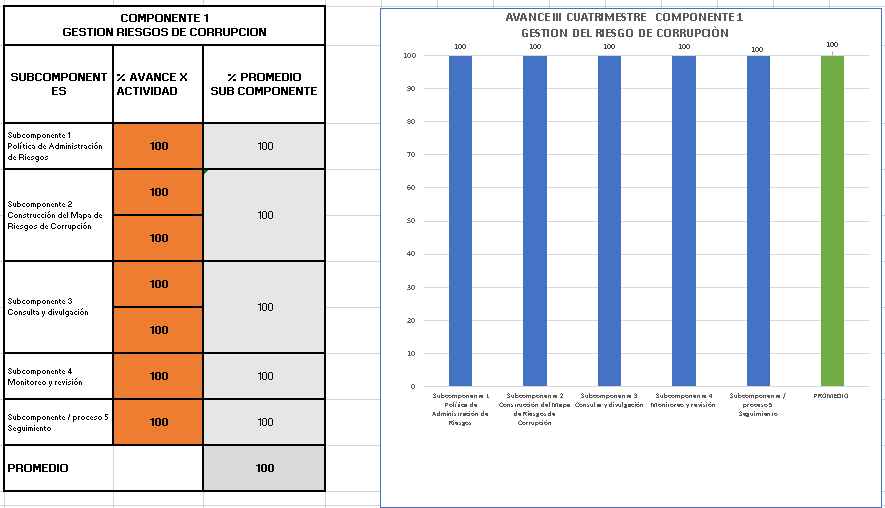 COMPONENTE 1
GESTION RIESGOS DE CORRUPCION
SUBCOMPONENT
ES
% AVANCE X
ACTIVIDAD
% PROMEDIO
SUB COMPONENTE
Subcomponente 1
Política de Administración
de Riesgos
100
100
Subcomponente 2
Construcción del Mapa de
Riesgos de Corrupción
100
100
100
Subcomponente 3
Consulta y divulgación
100
100
100
Subcomponente 4
Monitoreo y revisión
100
100
Subcomponente / proceso 5
Seguimiento
100
100
PROMEDIO
100
AVANCE III CUATRIMESTRE COMPONENTE 1
GESTION DEL RIESGO DE CORRUPCIÒN
100
100
100
100
100
100
100
90
80
70
60
50
40
30
20
10
0
Subcomponente 1
Política de
Administración de
Riesgos
Subcomponente 2
Construcción del Mapa
de Riesgos de
Corrupción
Subcomponente 3
Consulta y divulgación
Subcomponente 4
Monitoreo y revisión
Subcomponente /
proceso 5
Seguimiento
PROMEDIO